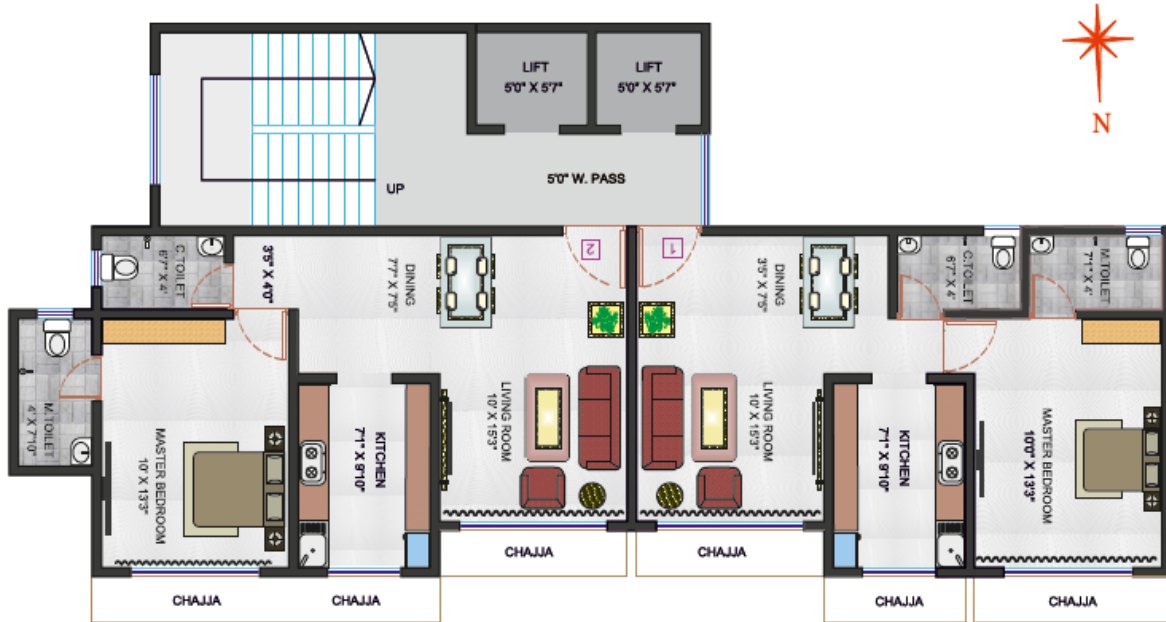 LIFT
5'0" X 5'7"
LIFT
5'0" X 5'7"
N
5'0" W. PASS
UP
2
1
C.TOILET
6'7" X 4'
3'5" X 4'0"
DINING
7'7" X 7'5"
DINING
3'5" X 7'5"
C.TOILET
6'7" X 4'
M.TOILET
7'1" X 4'
M.TOILET
4' X 7'10"
MASTER BEDROOM
10' X 13'3"
KITCHEN
7'1" X 9'10"
LIVING ROOM
10' X 15'3"
LIVING ROOM
10' X 15'3"
KITCHEN
7'1" X 9'10"
MASTER BEDROOM
10'0" X 13'3"
CHAJJA
CHAJJA
CHAJJA
CHAJJA
CHAJJA
CHAJJA